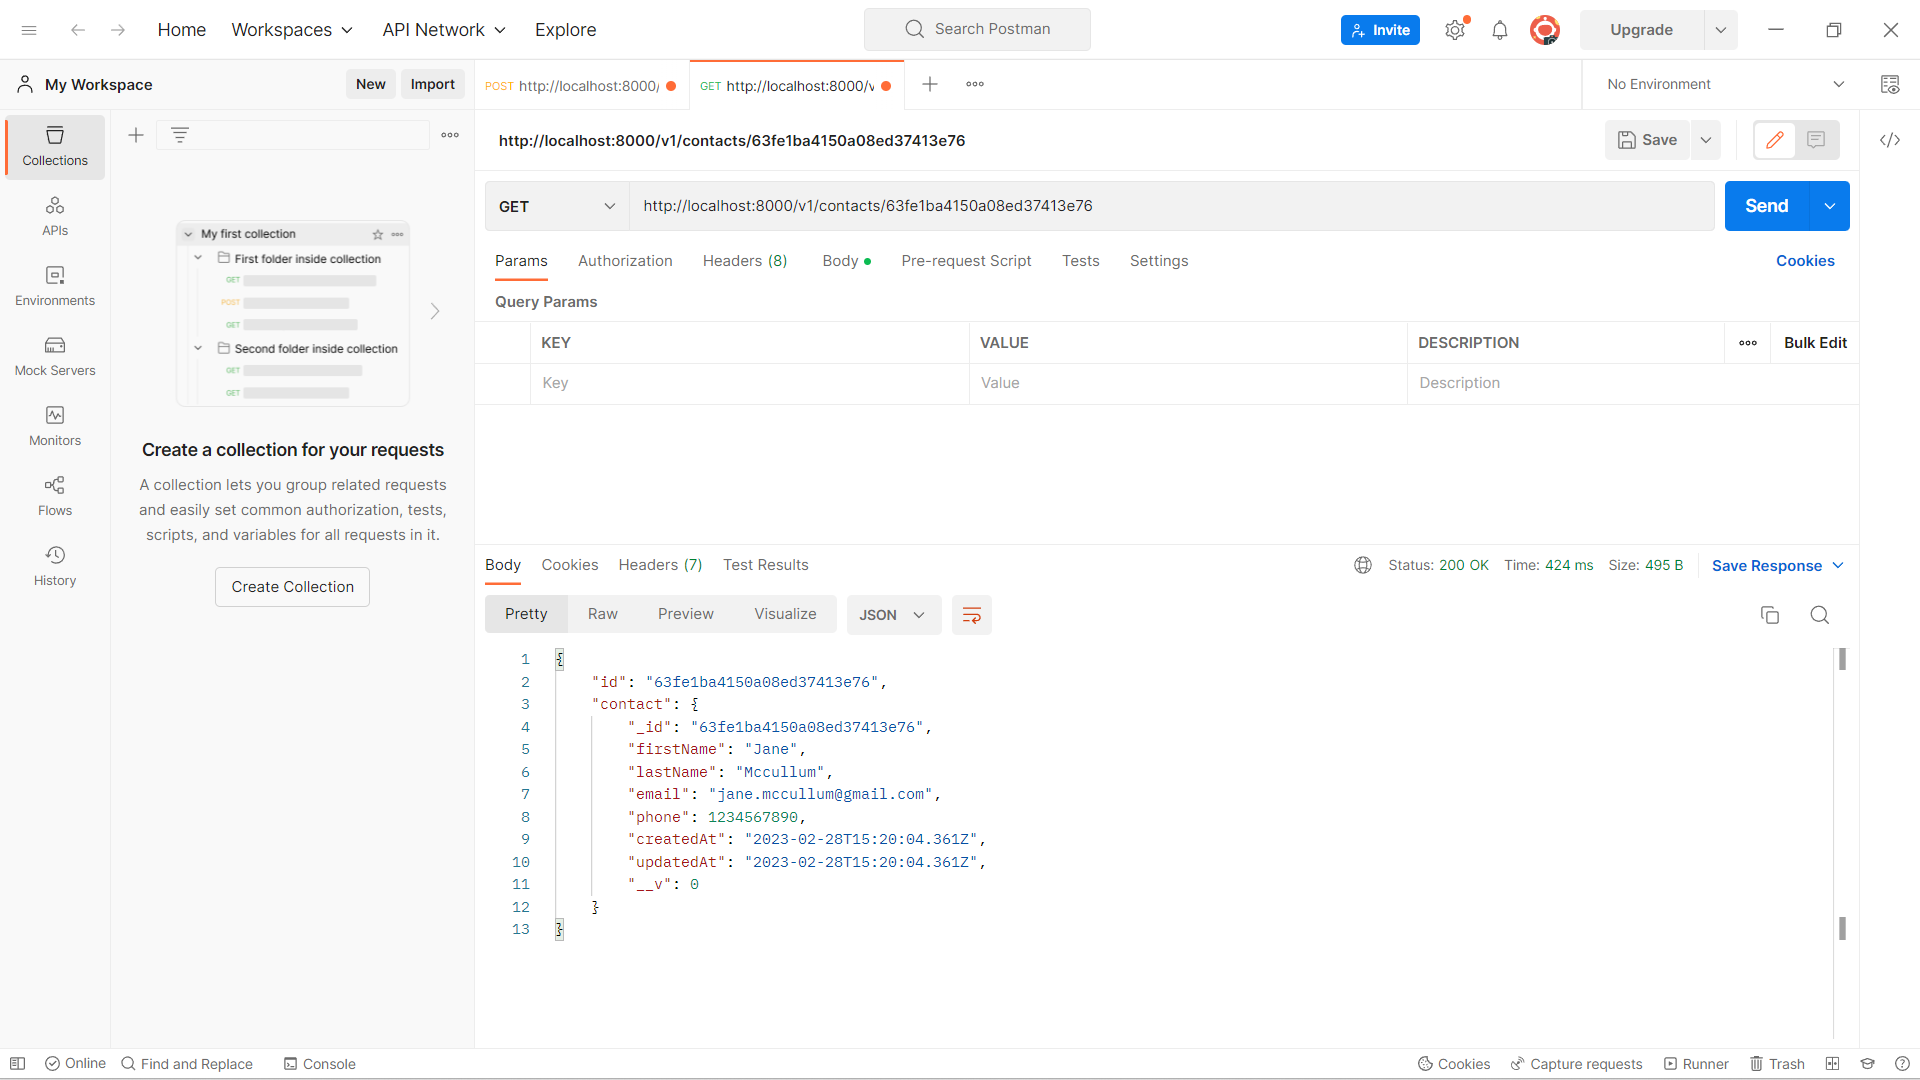 Home Workspaces API Network Explore Search Postman Invite Upgrade
My Workspace New Import POST http://localhost:8000/ GET http://localhost:8000/v No Environment
Collections
APIs
Environments
Mock Servers
Monitors
Flows
History
My first collection
First folder inside collection
GET
POST
GET
Second folder inside collection
GET
GET
Create a collection for your requests
A collection lets you group related requests
and easily set common authorization, tests,
scripts, and variables for all requests in it.
Create Collection
http://localhost:8000/v1/contacts/63fe1ba4150a08ed37413e76 Save
GET http://localhost:8000/v1/contacts/63fe1ba4150a08ed37413e76 Send
Params Authorization Headers (8) Body Pre-request Script Tests Settings Cookies
Query Params
KEY VALUE DESCRIPTION Bulk Edit
Key Value Description
Body Cookies Headers (7) Test Results Status: 200 OK Time: 424 ms Size: 495 B Save Response
Pretty Raw Preview Visualize JSON
1 {
2 "id": "63fe1ba4150a08ed37413e76",
3 "contact": {
4 "_id": "63fe1ba4150a08ed37413e76",
5 "firstName": "Jane",
6 "lastName": "Mccullum",
7 "email": "jane.mccullum@gmail.com",
8 "phone": 1234567890,
9 "createdAt": "2023-02-28T15:20:04.361Z",
10 "updatedAt": "2023-02-28T15:20:04.361Z",
11 "__v": 0
12 }
13 }
Online Find and Replace Console Cookies Capture requests Runner Trash